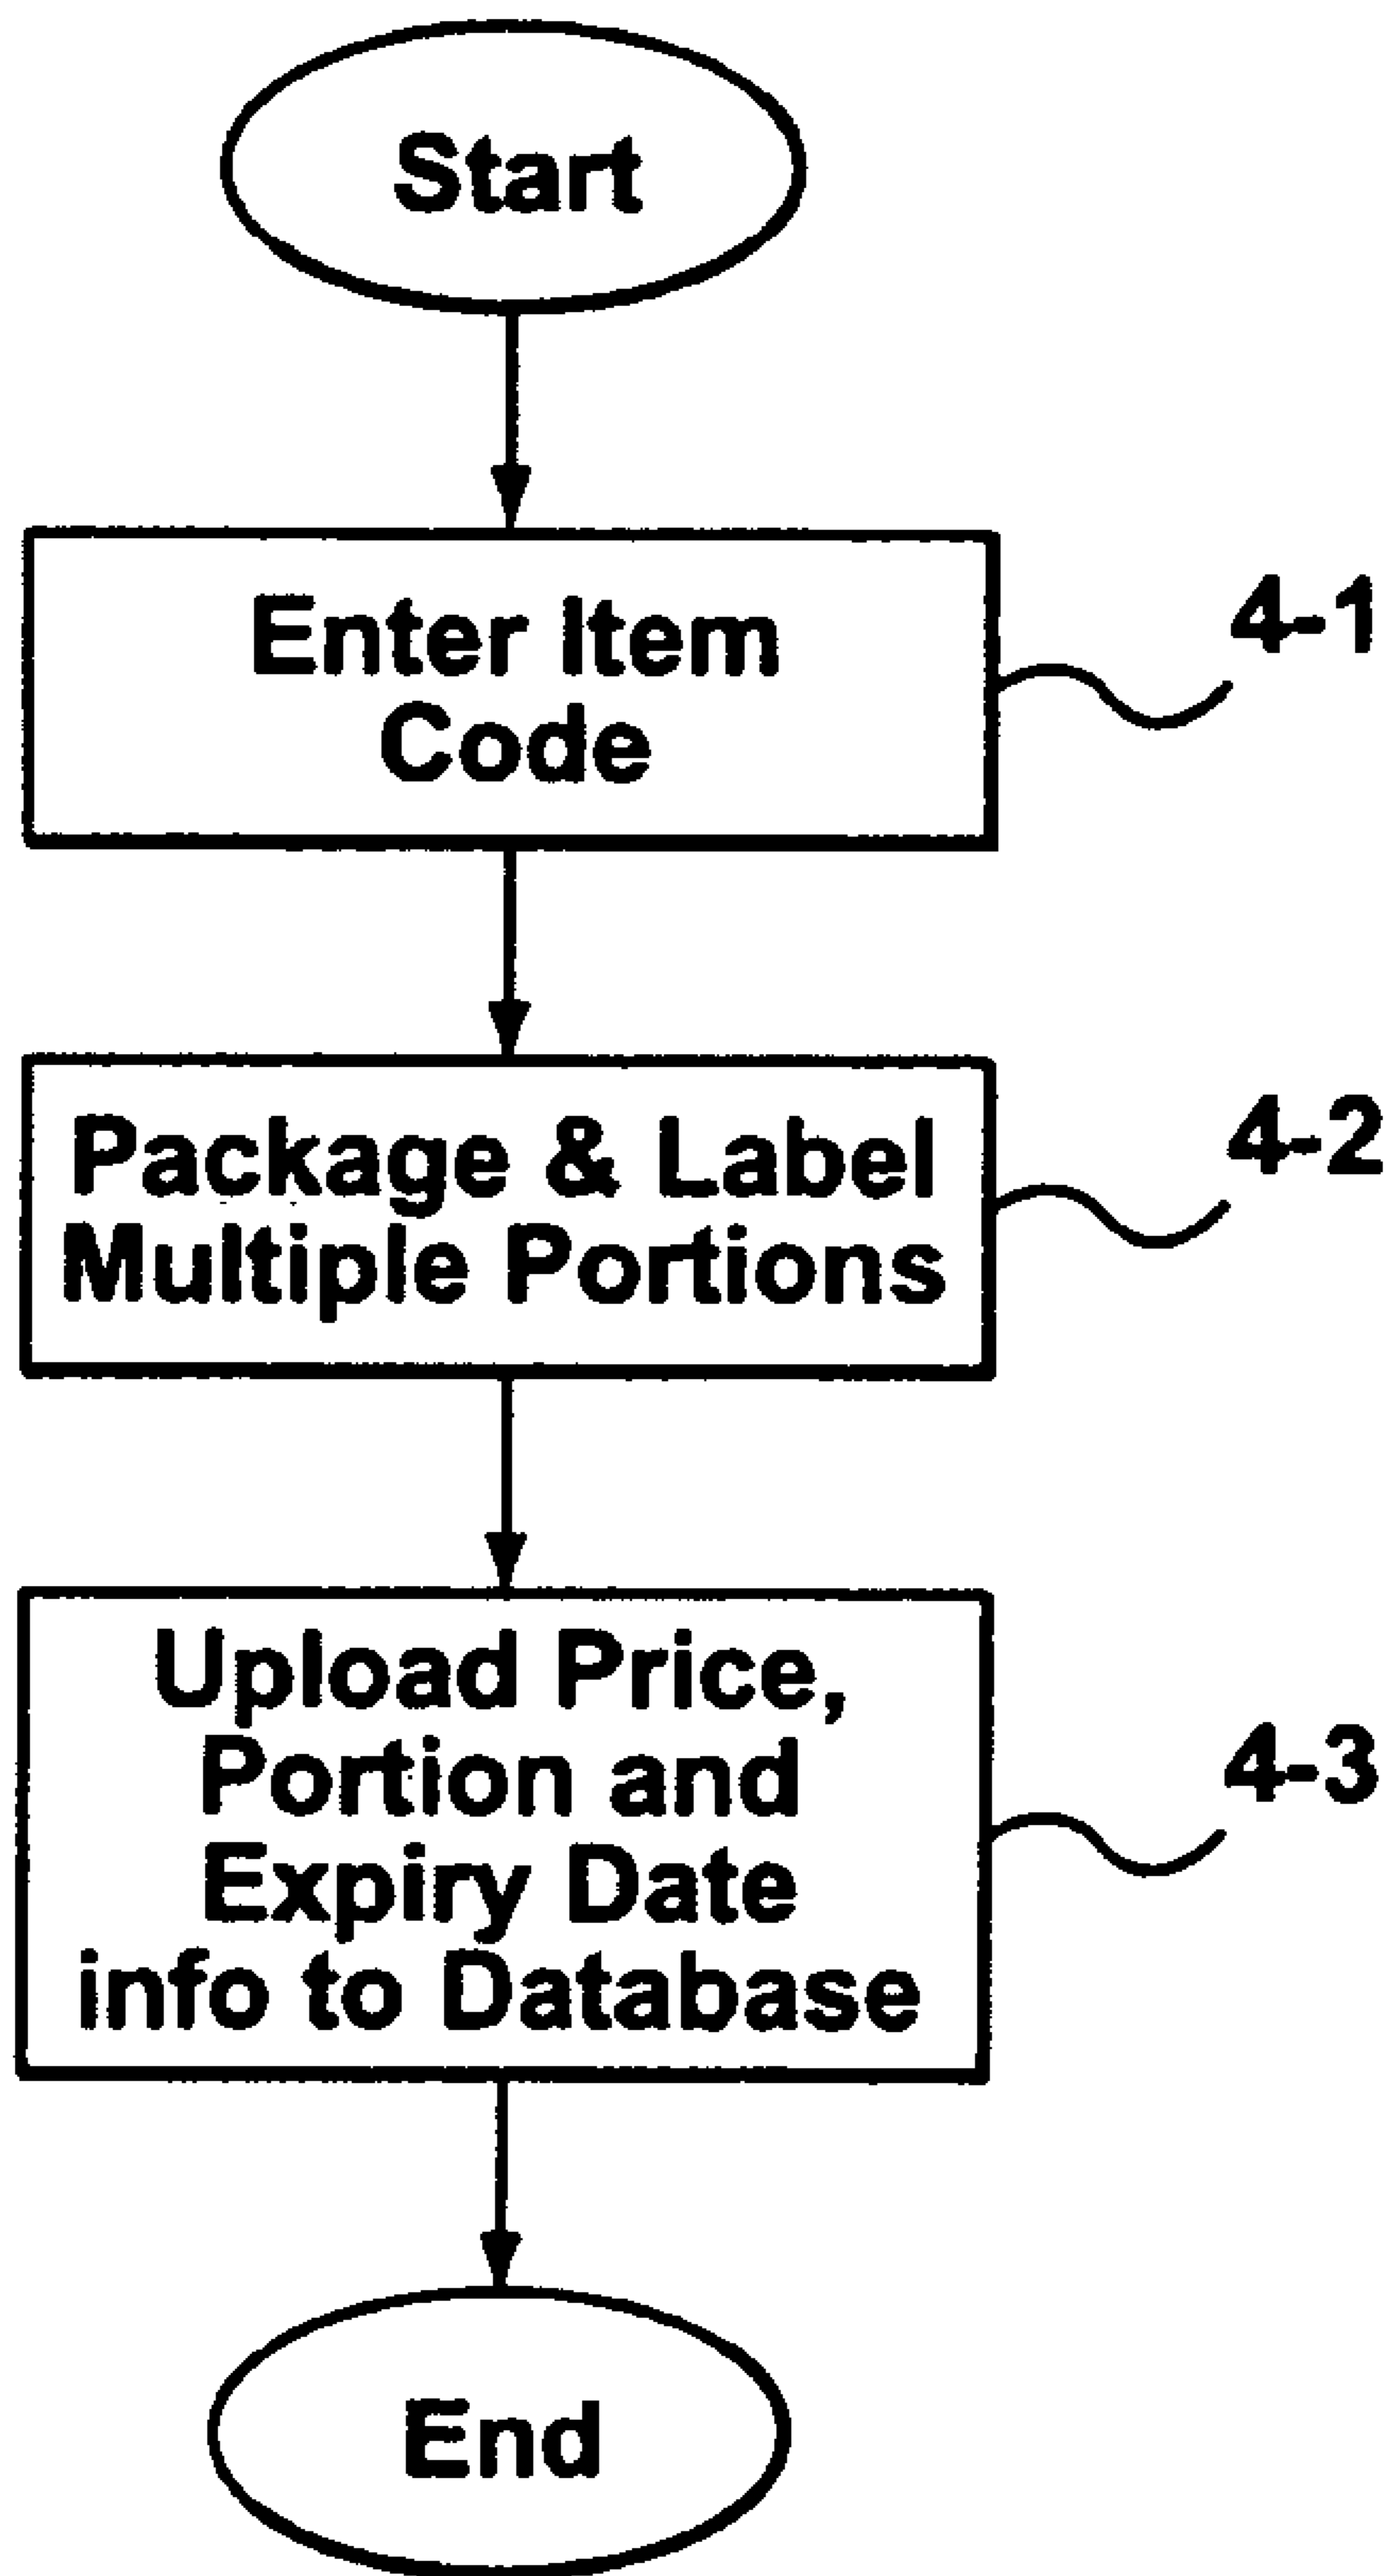 Start
Enter Item
Code
4-1
Package & Label
Multiple Portions
4-2
Upload Price,
Portion and
Expiry Date
info to Database
4-3
End